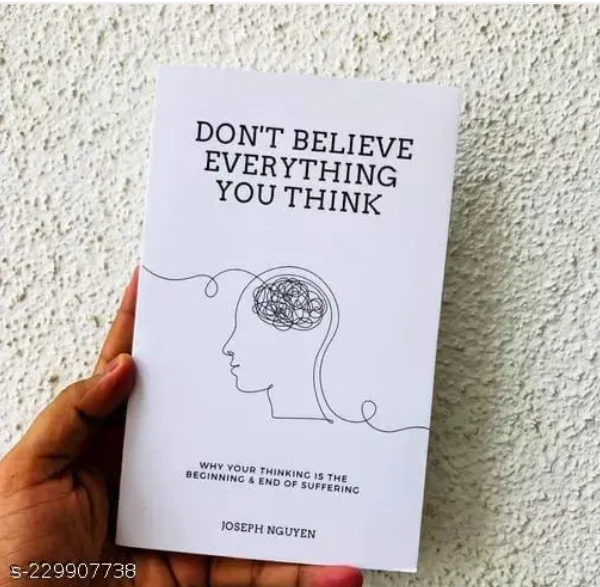 DON'T BELIEVE
EVERYTHING
YOU THINK
WHY YOUR THINKING IS THE
BEGINNING & END OF SUFFERING
JOSEPH NGUYEN
s-229907738